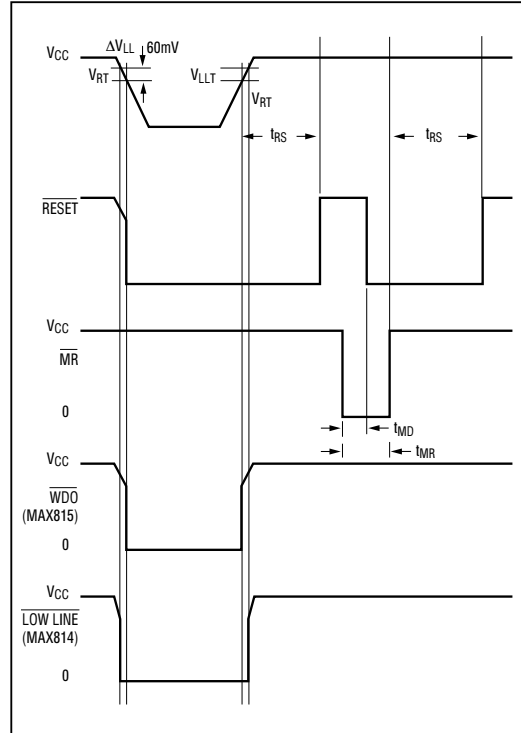 ΔVLL 60mV
VCC
VRT
VLLT
VRT
tRS
tRS
RESET
VCC
MR
0
tMD
tMR
VCC
WDO
(MAX815)
0
VCC
LOW LINE
(MAX814)
0